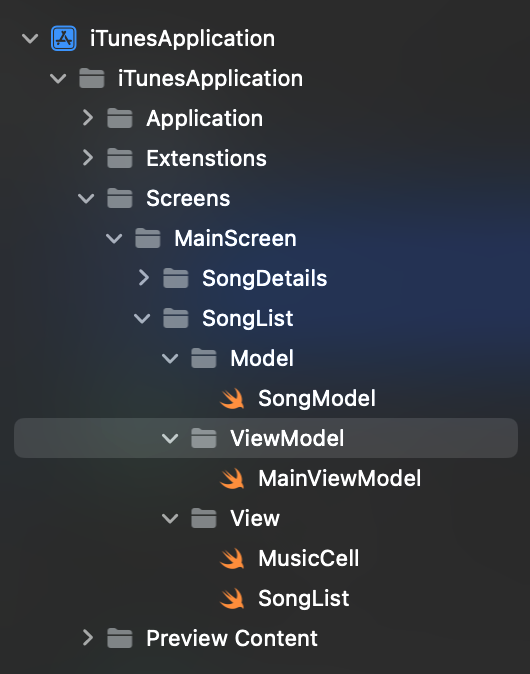 iTunesApplication
iTunesApplication
Application
Extenstions
Screens
MainScreen
SongDetails
SongList
Model
SongModel
ViewModel
MainViewModel
View
MusicCell
SongList
Preview Content